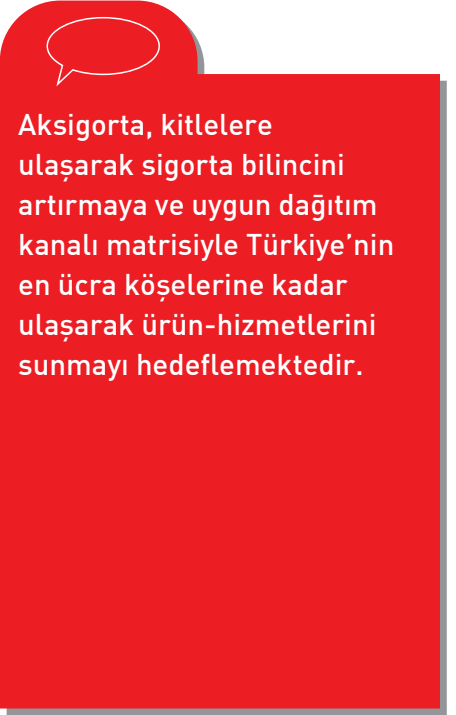 Aksigorta, kitlelere
ulaşarak sigorta bilincini
artırmaya ve uygun dağıtım
kanalı matrisiyle Türkiye’nin
en ücra köşelerine kadar
ulaşarak ürün-hizmetlerini
sunmayı hedeflemektedir.